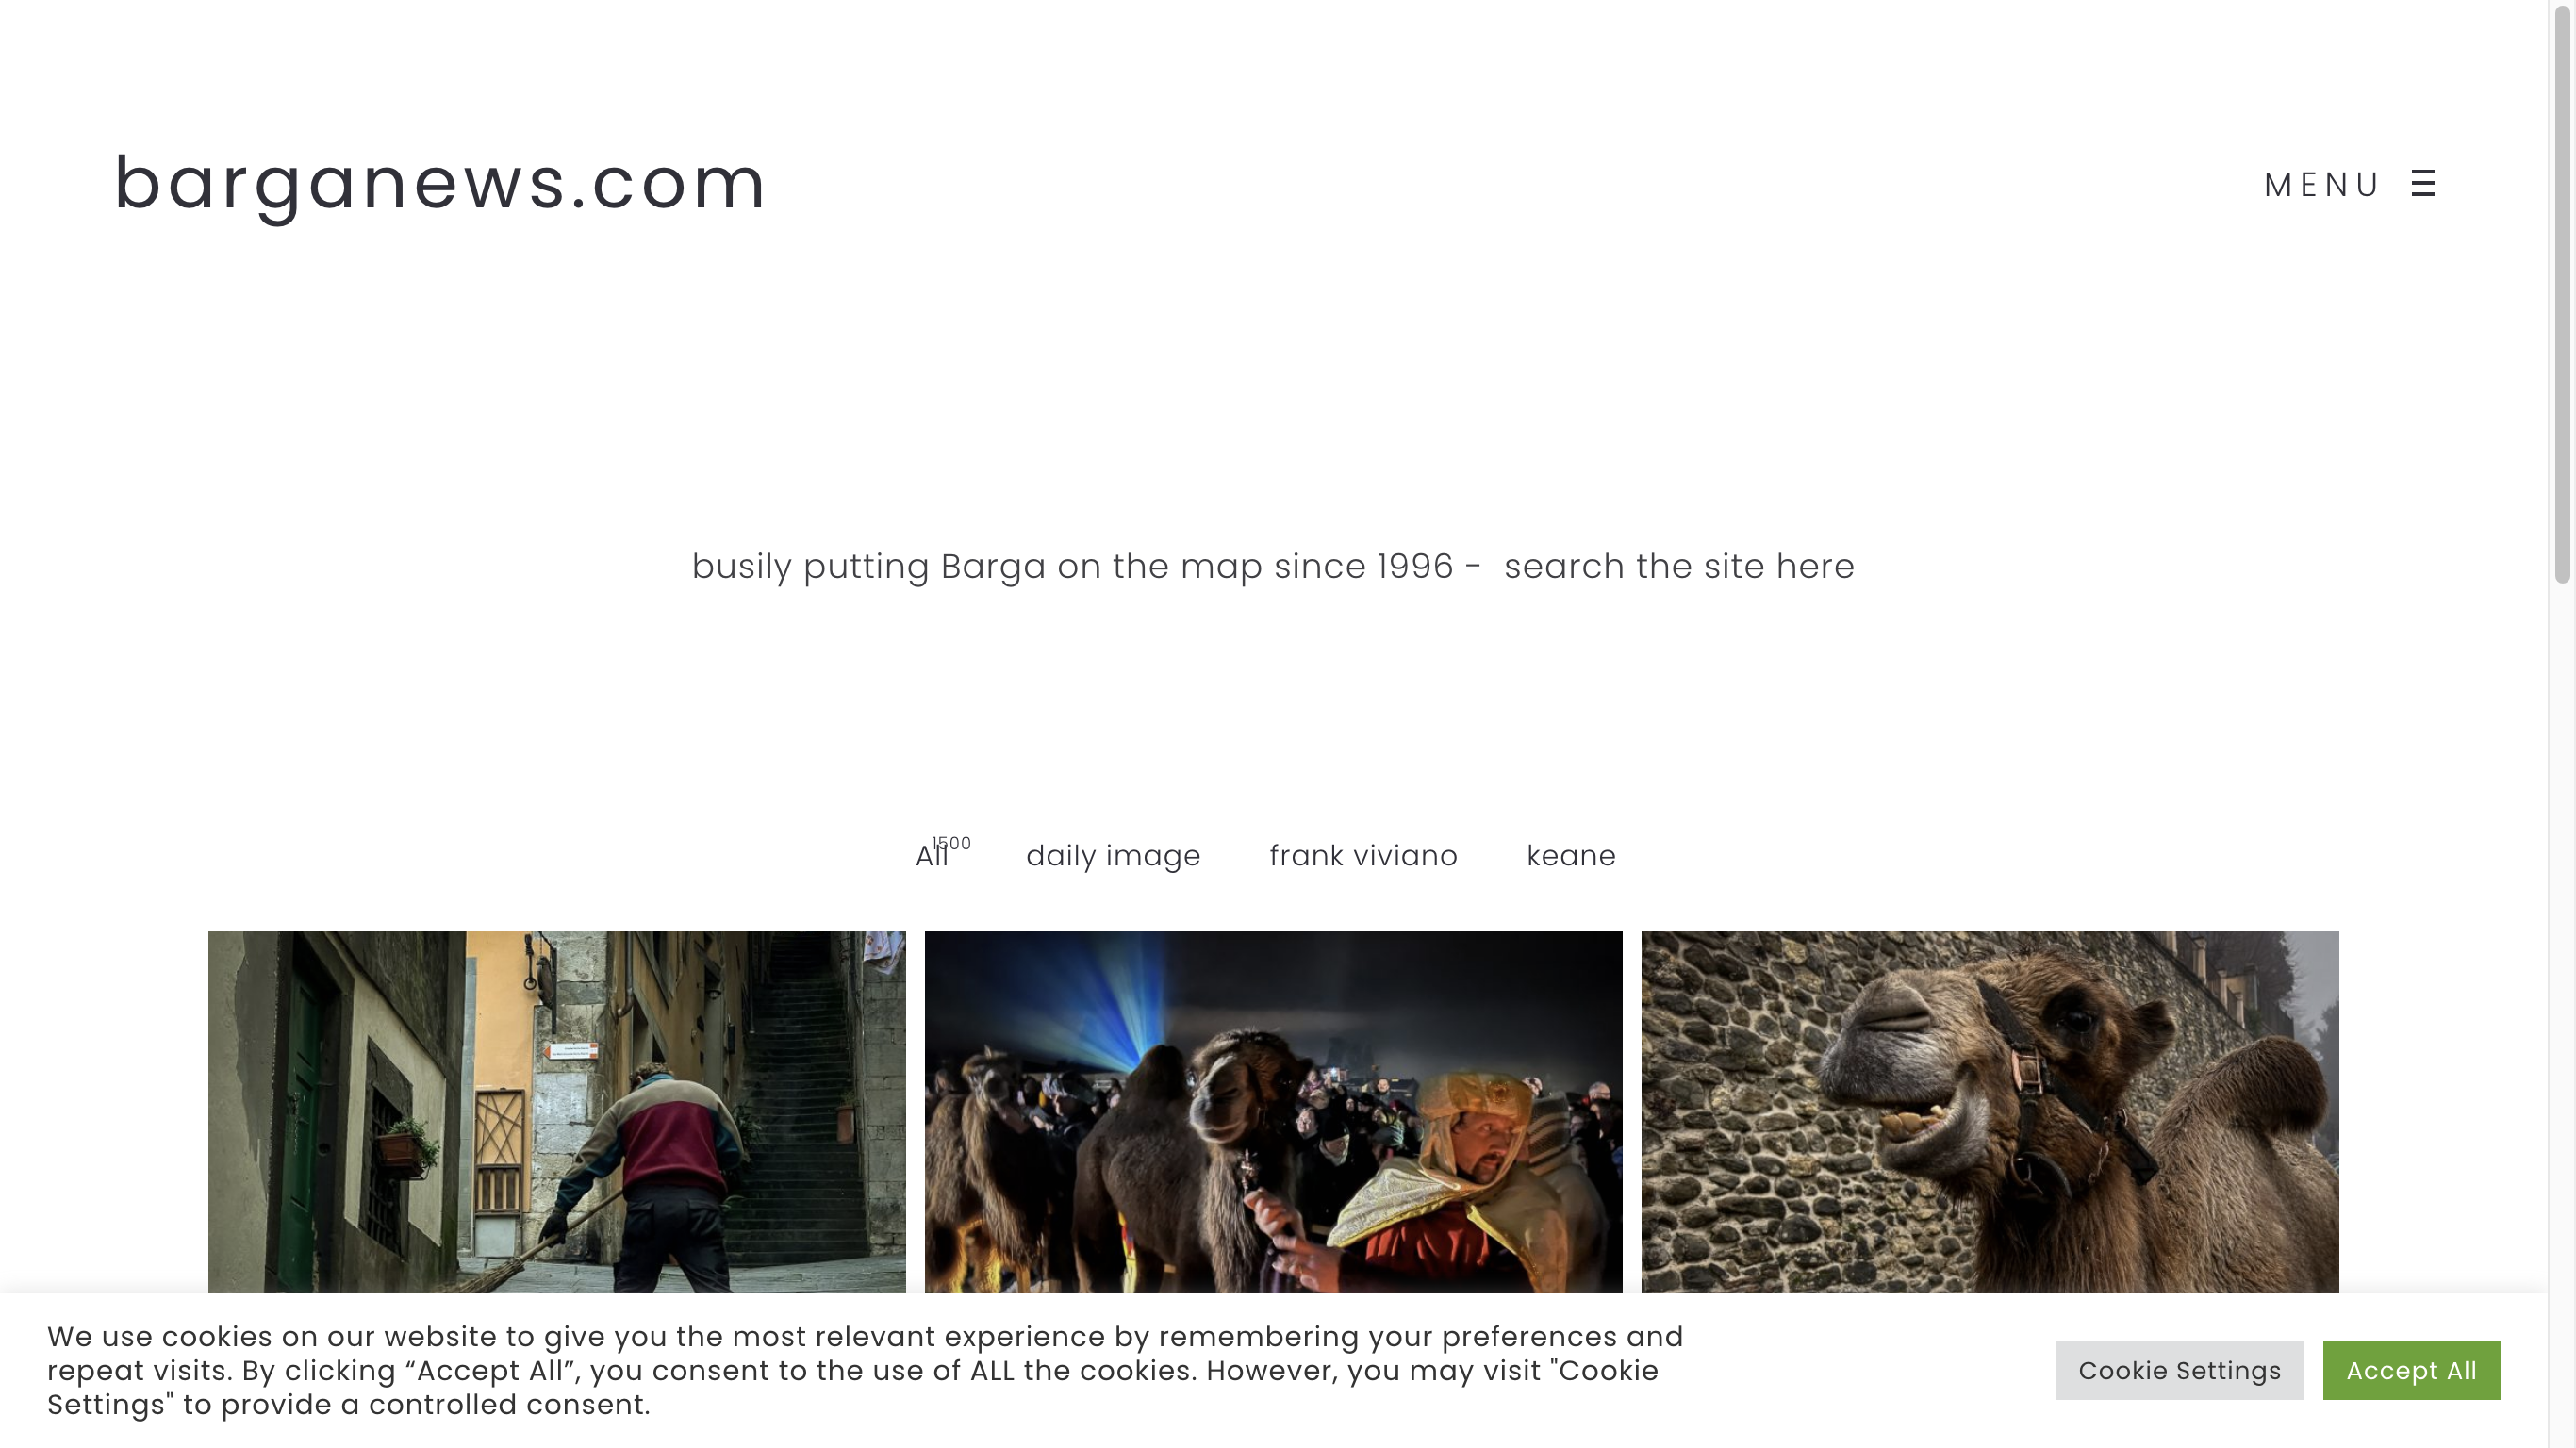 barganews.com
MENU
busily putting Barga on the map since 1996 - search the site here
All 1500 daily image frank viviano keane
We use cookies on our website to give you the most relevant experience by remembering your preferences and
repeat visits. By clicking “Accept All”, you consent to the use of ALL the cookies. However, you may visit "Cookie
Settings" to provide a controlled consent.
Cookie Settings
Accept All